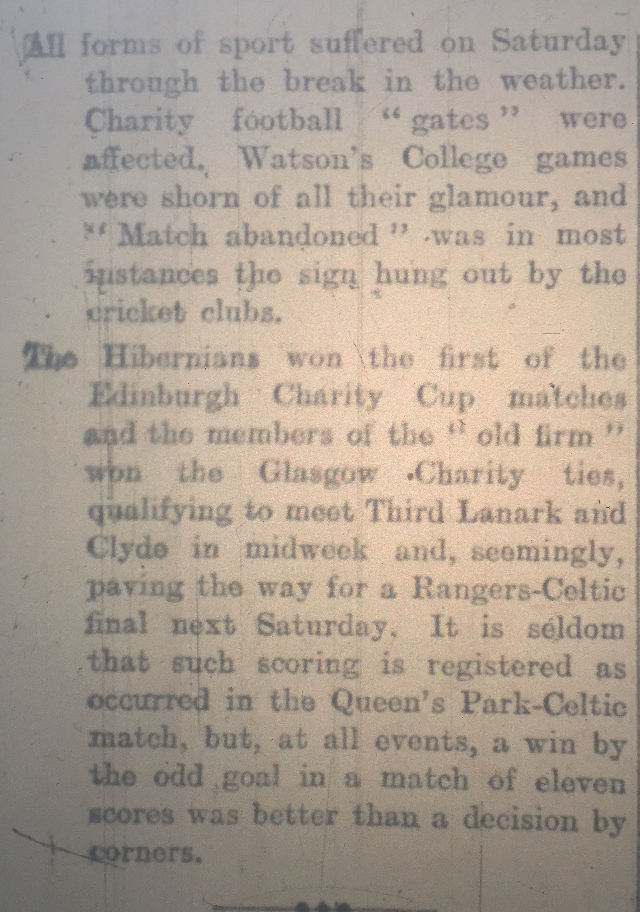 All forms of sport suffered on Saturday
through the break in the weather.
Charity football “ gates ” were
affected. Watson's College games
were shorn of all their glamour, and
“ Match abandoned ” was in most
instances the sign hung out by the
cricket clubs.
The Hibernians won the first of the
Edinburgh Charity Cup matches
and the members of the “ old firm ”
won the Glasgow Charity ties,
qualifying to meet Third Lanark and
Clyde in midweek and, seemingly,
paving the way for a Rangers-Celtic
final next Saturday. It is seldom
that such scoring is registered as
occurred in the Queen's Park-Celtic
match, but, at all events, a win by
the odd goal in a match of eleven
scores was better than a decision by
corners.